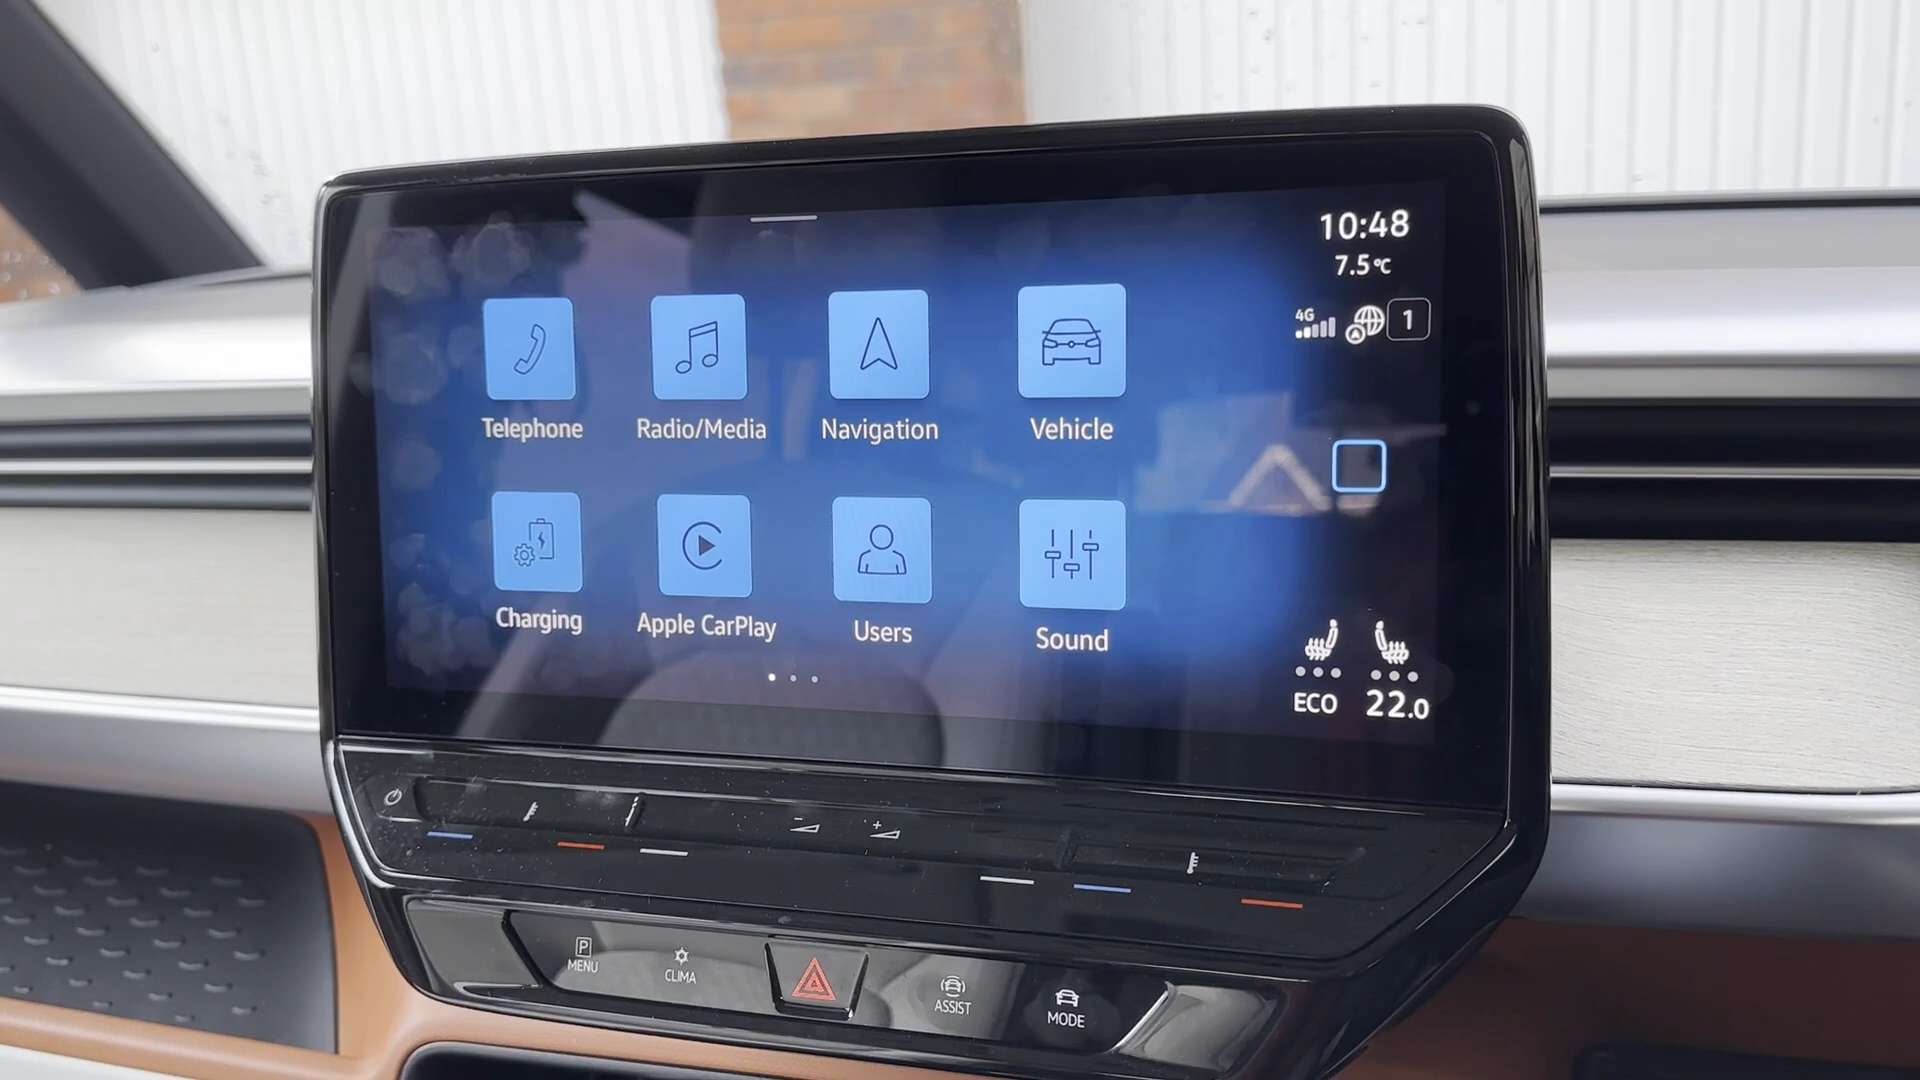 10:48
7.5°C
4G
1
Telephone
Radio/Media
Navigation
Vehicle
Charging
Apple CarPlay
Users
Sound
ECO
22.0
P
MENU
CLIMA
ASSIST
MODE